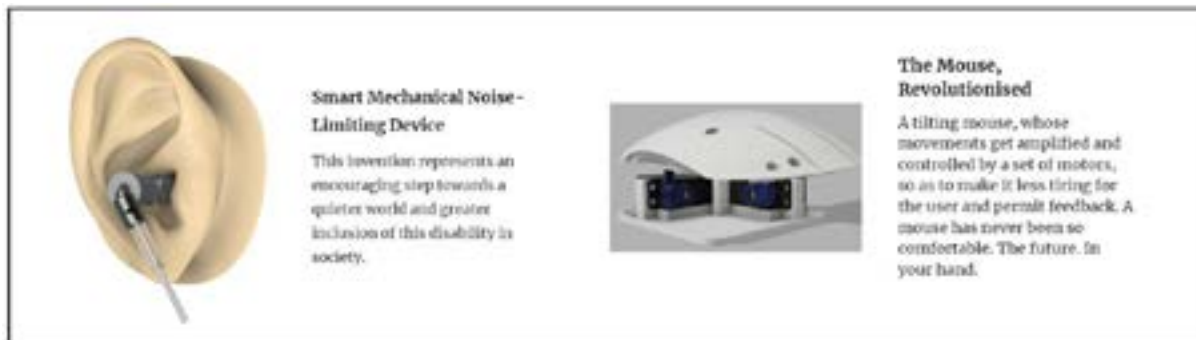 Smart Mechanical Noise-
Limiting Device
This invention represents an
encouraging step towards a
quieter world and greater
inclusion of this disability in
society.
The Mouse,
Revolutionised
A tilting mouse, whose
movements get amplified and
controlled by a set of motors,
so as to make it less tiring for
the user and permit feedback. A
mouse has never been so
comfortable. The future. In
your hand.